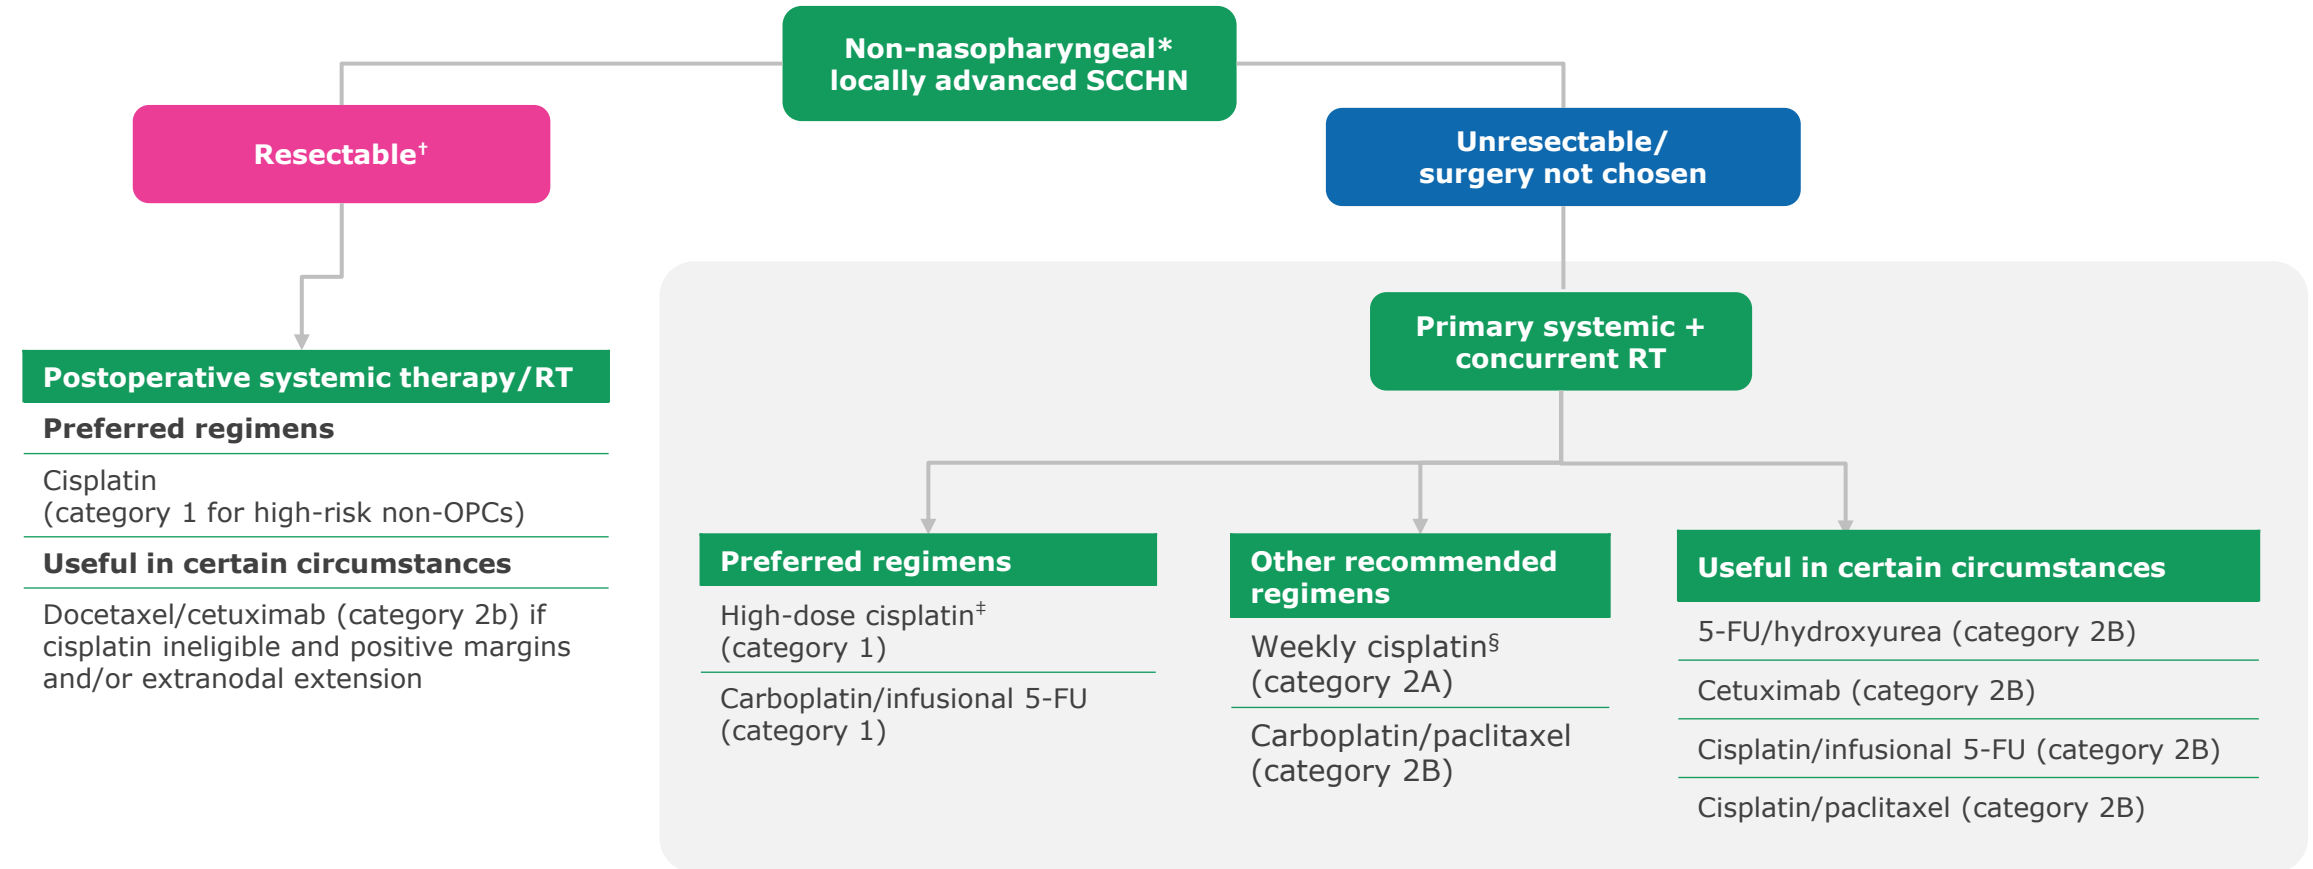 Non-nasopharyngeal*
locally advanced SCCHN
Resectable†
Unresectable/
surgery not chosen
Postoperative systemic therapy/RT
Preferred regimens
Cisplatin
(category 1 for high-risk non-OPCs)
Useful in certain circumstances
Docetaxel/cetuximab (category 2b) if
cisplatin ineligible and positive margins
and/or extranodal extension
Primary systemic +
concurrent RT
Preferred regimens
High-dose cisplatin‡
(category 1)
Carboplatin/infusional 5-FU
(category 1)
Other recommended
regimens
Weekly cisplatin§
(category 2A)
Carboplatin/paclitaxel
(category 2B)
Useful in certain circumstances
5-FU/hydroxyurea (category 2B)
Cetuximab (category 2B)
Cisplatin/infusional 5-FU (category 2B)
Cisplatin/paclitaxel (category 2B)